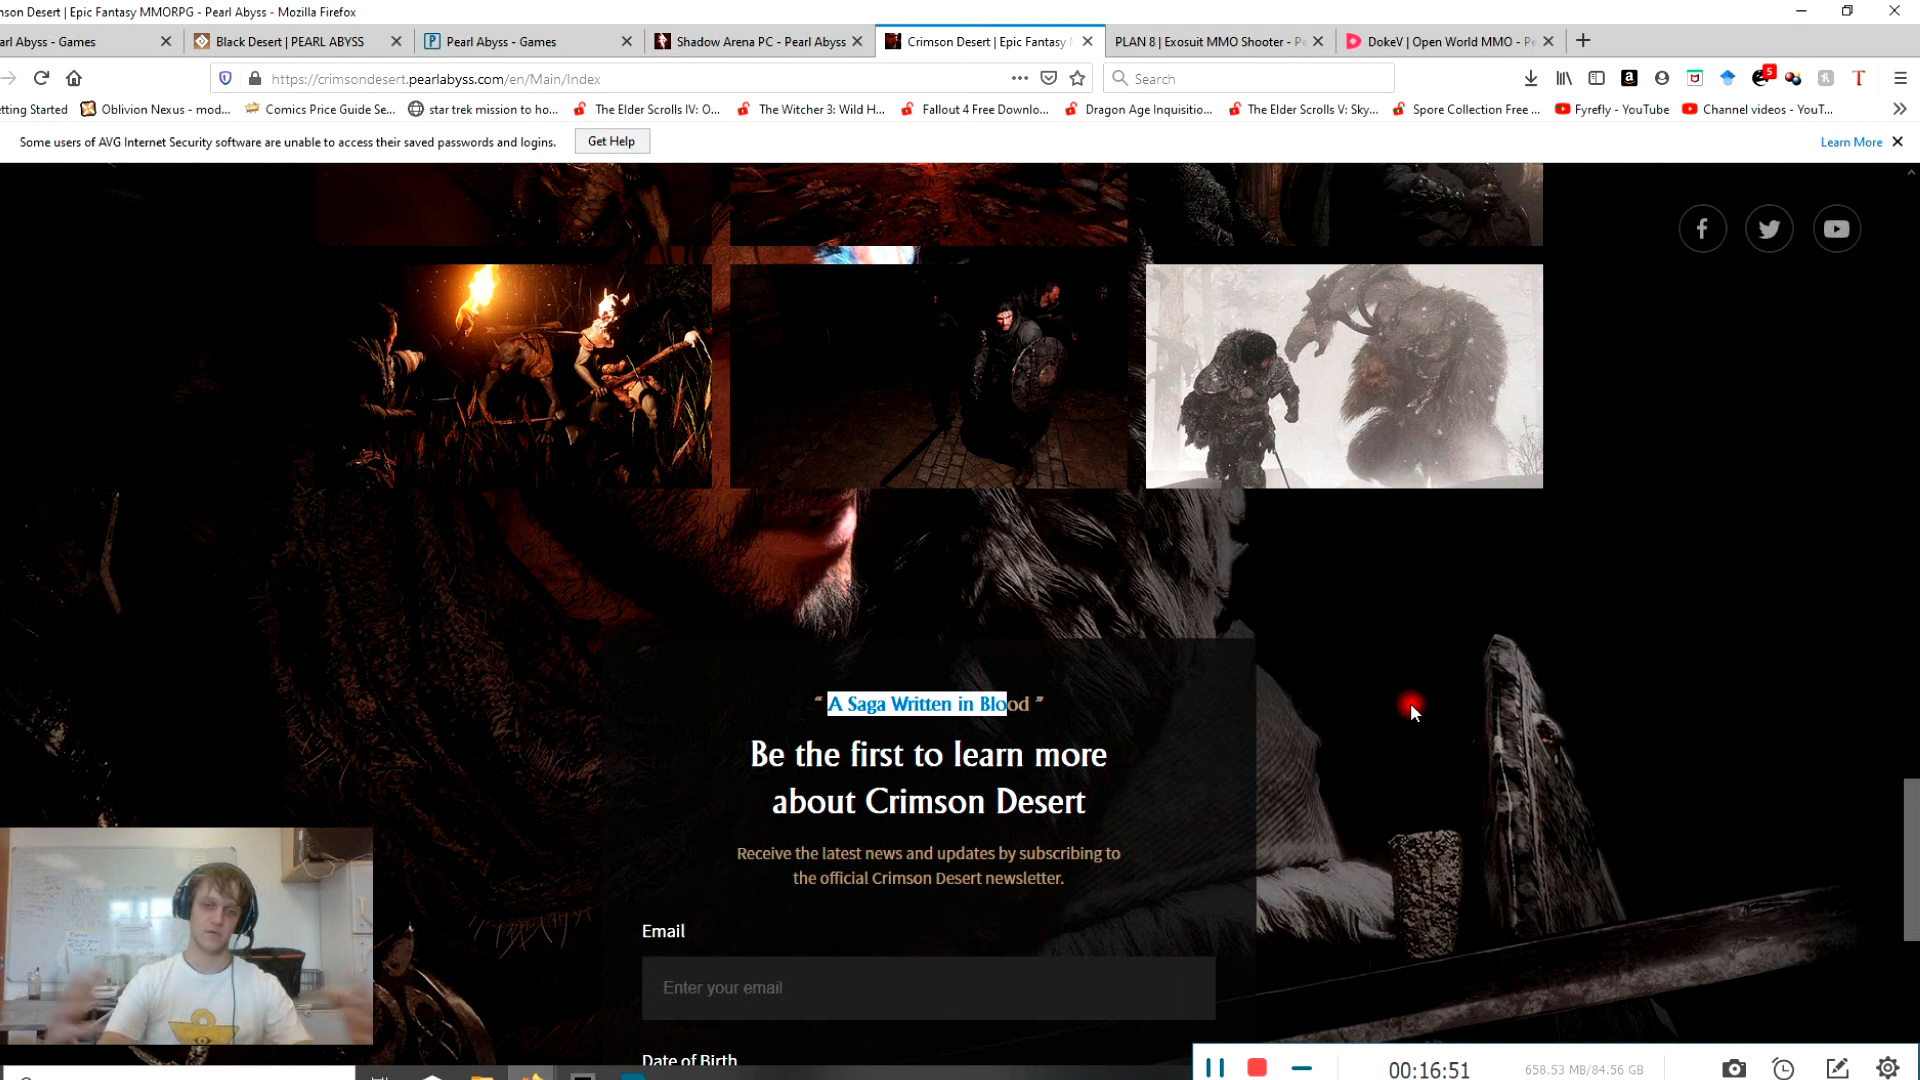 nson Desert | Epic Fantasy MMORPG - Pearl Abyss - Mozilla Firefox
arl Abyss - Games
Black Desert | PEARL ABYSS
Pearl Abyss - Games
Shadow Arena PC - Pearl Abyss
Crimson Desert | Epic Fantasy
PLAN 8 | Exosuit MMO Shooter - Pe
DokeV | Open World MMO - Pe
https://crimsondesert.pearlabyss.com/en/Main/Index
Search
5
etting Started
Oblivion Nexus - mod...
Comics Price Guide Se...
star trek mission to ho...
The Elder Scrolls IV: O...
The Witcher 3: Wild H...
Fallout 4 Free Downlo...
Dragon Age Inquisitio...
The Elder Scrolls V: Sky...
Spore Collection Free ...
Fyrefly - YouTube
Channel videos - YouT...
Some users of AVG Internet Security software are unable to access their saved passwords and logins.
Get Help
Learn More
“ A Saga Written in Blood ”
Be the first to learn more
about Crimson Desert
Receive the latest news and updates by subscribing to
the official Crimson Desert newsletter.
Email
Enter your email
Date of Birth
00:16:51
658.53 MB/84.56 GB